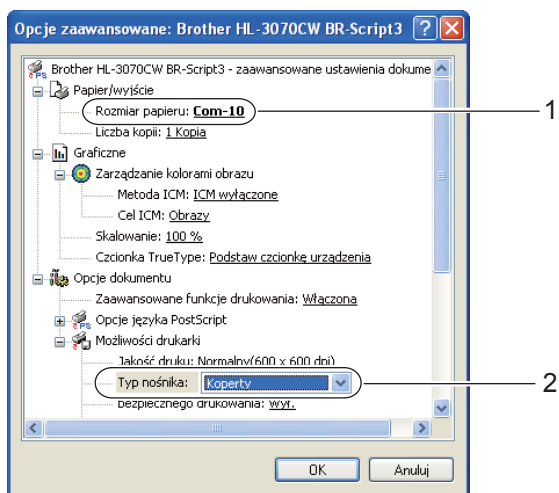 Opcje zaawansowane: Brother HL-3070CW BR-Script3
Brother HL-3070CW BR-Script3 - zaawansowane ustawienia dokume
Papier/wyjście
Rozmiar papieru: Com-10
1
Liczba kopii: 1 Kopia
Graficzne
Zarządzanie kolorami obrazu
Metoda ICM: ICM wyłączone
Cel ICM: Obrazy
Skalowanie: 100 %
Czcionka TrueType: Podstaw czcionkę urządzenia
Opcje dokumentu
Zaawansowane funkcje drukowania: Włączona
Opcje języka PostScript
Możliwości drukarki
Jakość druku: Normalny(600 x 600 dpi)
Typ nośnika: Koperty
2
bezpiecznego drukowania: Wył.
OK Anuluj